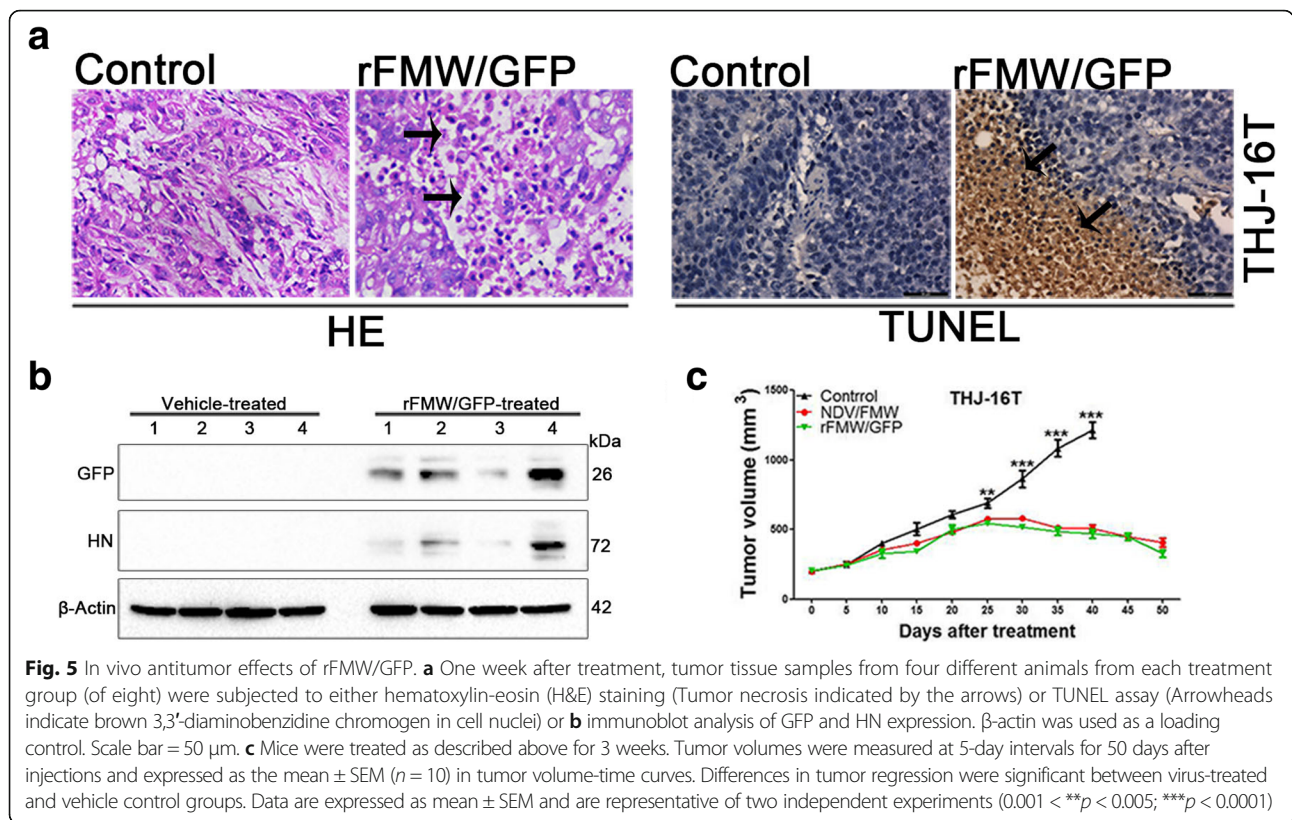 a
Control
rFMW/GFP
Control
rFMW/GFP
THJ-16T
HE
TUNEL
b
Vehicle-treated
rFMW/GFP-treated
1 2 3 4
1 2 3 4
kDa
GFP
26
HN
72
β-Actin
42
c
Contrrol
NDV/FMW
rFMW/GFP
THJ-16T
Tumor volume (mm³)
1500
1000
500
0
**
***
***
***
0 5 10 15 20 25 30 35 40 45 50
Days after treatment
Fig. 5 In vivo antitumor effects of rFMW/GFP. a One week after treatment, tumor tissue samples from four different animals from each treatment
group (of eight) were subjected to either hematoxylin-eosin (H&E) staining (Tumor necrosis indicated by the arrows) or TUNEL assay (Arrowheads
indicate brown 3,3′-diaminobenzidine chromogen in cell nuclei) or b immunoblot analysis of GFP and HN expression. β-actin was used as a loading
control. Scale bar = 50 μm. c Mice were treated as described above for 3 weeks. Tumor volumes were measured at 5-day intervals for 50 days after
injections and expressed as the mean ± SEM (n = 10) in tumor volume-time curves. Differences in tumor regression were significant between virus-treated
and vehicle control groups. Data are expressed as mean ± SEM and are representative of two independent experiments (0.001 < **p < 0.005; ***p < 0.0001)